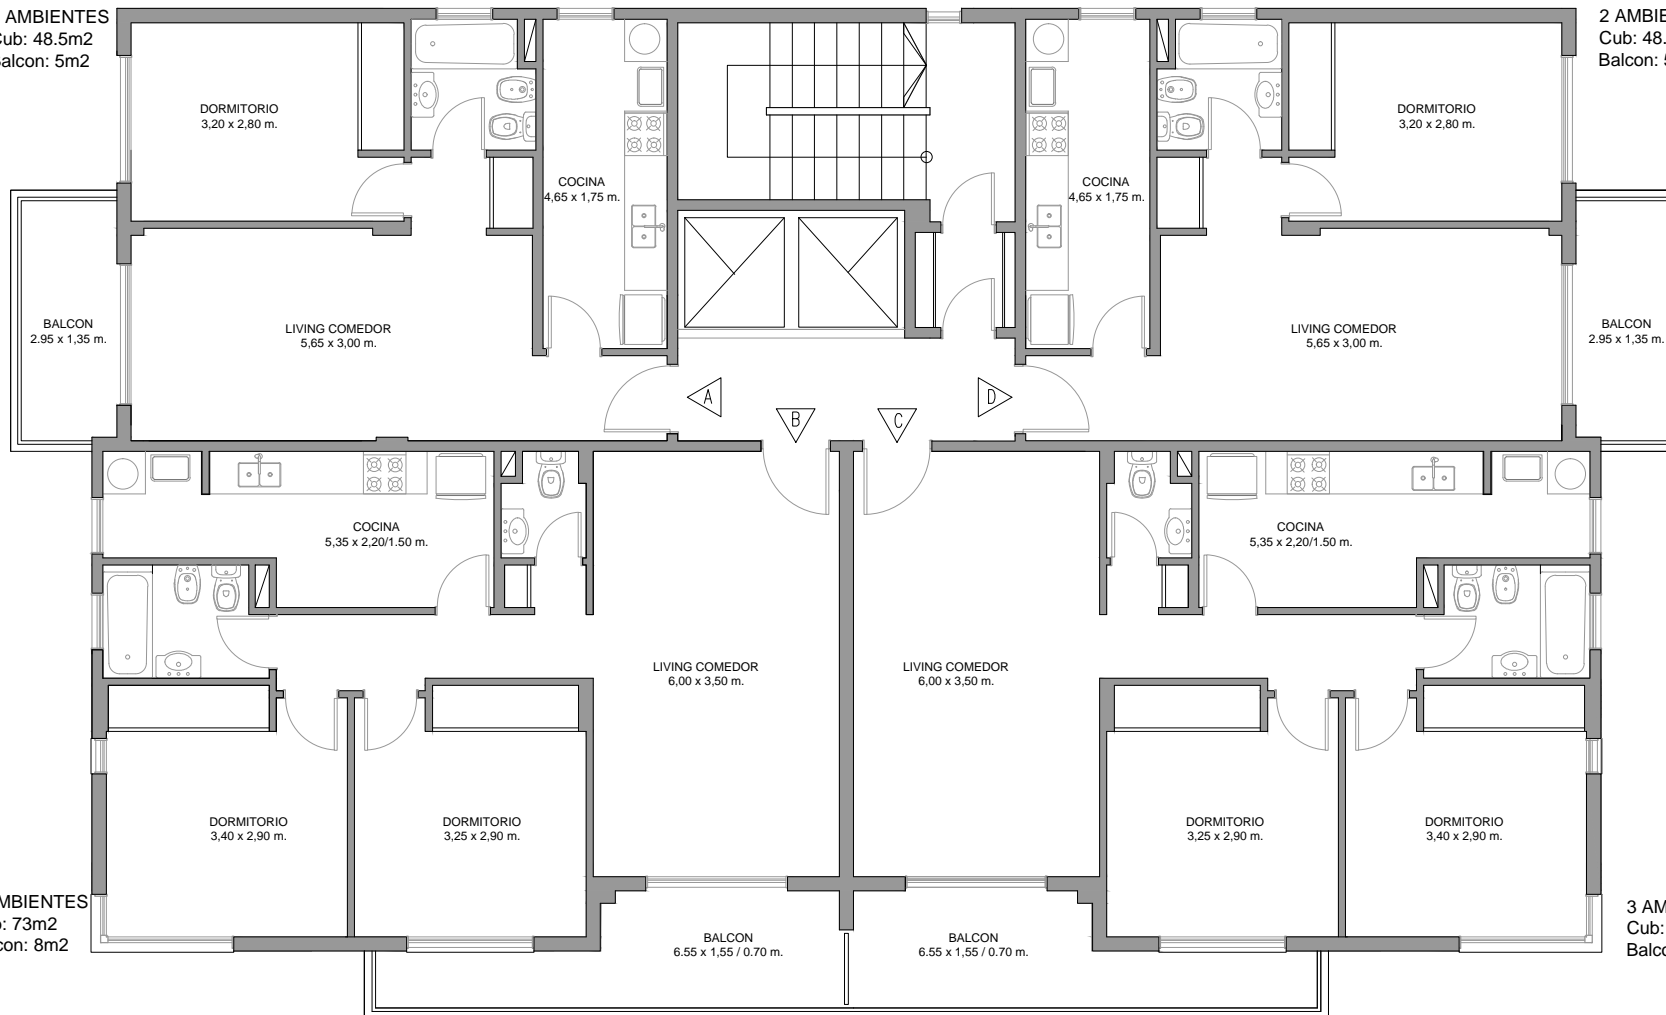 AMBIENTES
Cub: 48.5m2
Balcon: 5m2
2 AMBIE
Cub: 48.
Balcon: 5
DORMITORIO
3,20 x 2,80 m.
DORMITORIO
3,20 x 2,80 m.
COCINA
4,65 x 1,75 m.
COCINA
4,65 x 1,75 m.
BALCON
2.95 x 1,35 m.
LIVING COMEDOR
5,65 x 3,00 m.
LIVING COMEDOR
5,65 x 3,00 m.
BALCON
2.95 x 1,35 m.
A
B
C
D
COCINA
5,35 x 2,20/1.50 m.
COCINA
5,35 x 2,20/1.50 m.
LIVING COMEDOR
6,00 x 3,50 m.
LIVING COMEDOR
6,00 x 3,50 m.
DORMITORIO
3,40 x 2,90 m.
DORMITORIO
3,25 x 2,90 m.
DORMITORIO
3,25 x 2,90 m.
DORMITORIO
3,40 x 2,90 m.
MBIENTES
: 73m2
con: 8m2
BALCON
6.55 x 1,55 / 0.70 m.
BALCON
6.55 x 1,55 / 0.70 m.
3 AM
Cub:
Balco